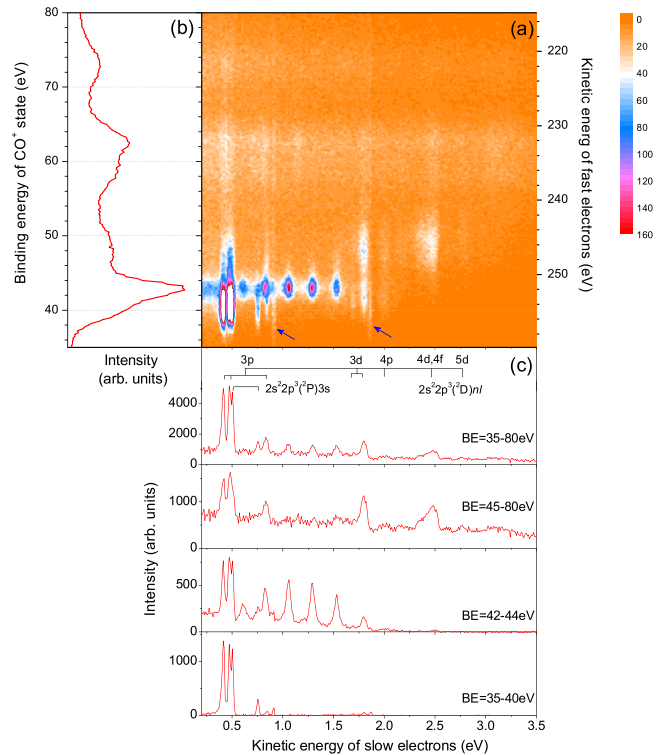 (b)
(a)
80
70
60
50
40
Binding energy of CO⁺ state (eV)
Intensity
(arb. units)
220
230
240
250
Kinetic energ of fast electrons (eV)
0
20
40
60
80
100
120
140
160
3p
3d
4p
4d,4f
5d
(c)
2s²2p³(²P)3s
2s²2p³(²D)nl
4000
2000
0
BE=35-80eV
1000
0
BE=45-80eV
500
0
BE=42-44eV
1000
0
BE=35-40eV
Intensity (arb. units)
0.5 1.0 1.5 2.0 2.5 3.0 3.5
Kinetic energy of slow electrons (eV)